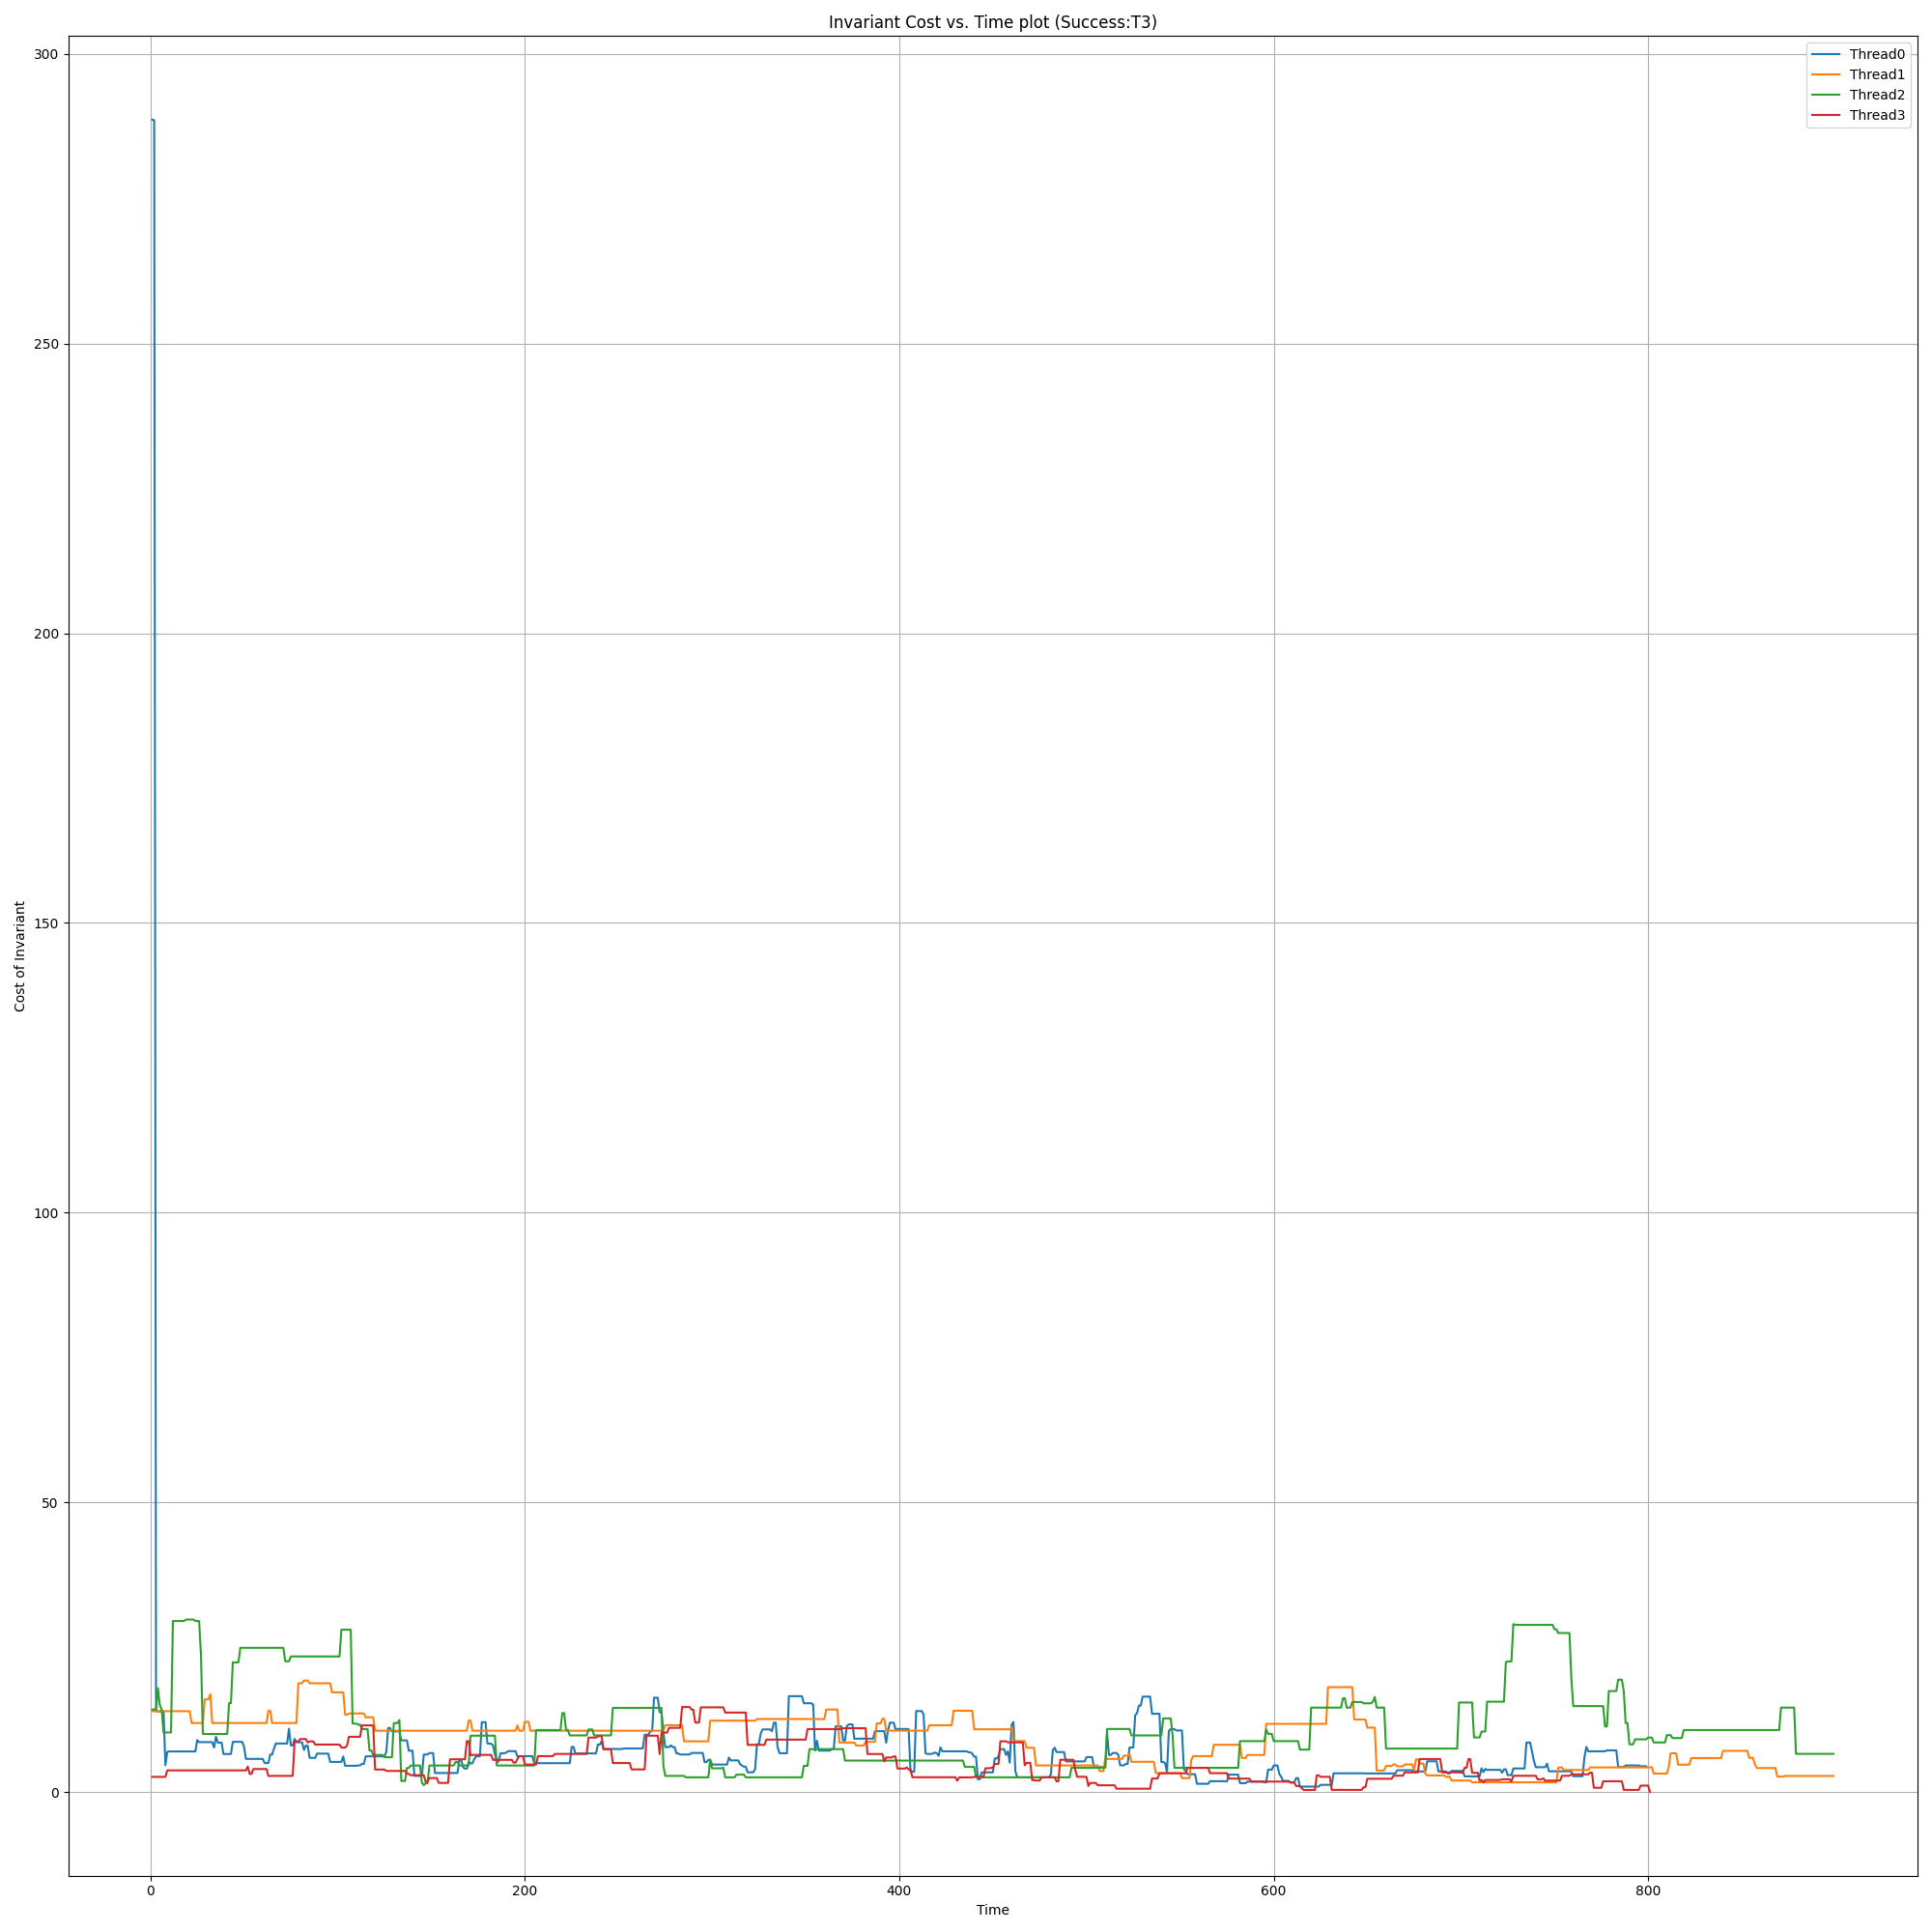 Invariant Cost vs. Time plot (Success:T3)
Thread0
Thread1
Thread2
Thread3
300
250
200
150
100
50
0
Cost of Invariant
0 200 400 600 800
Time